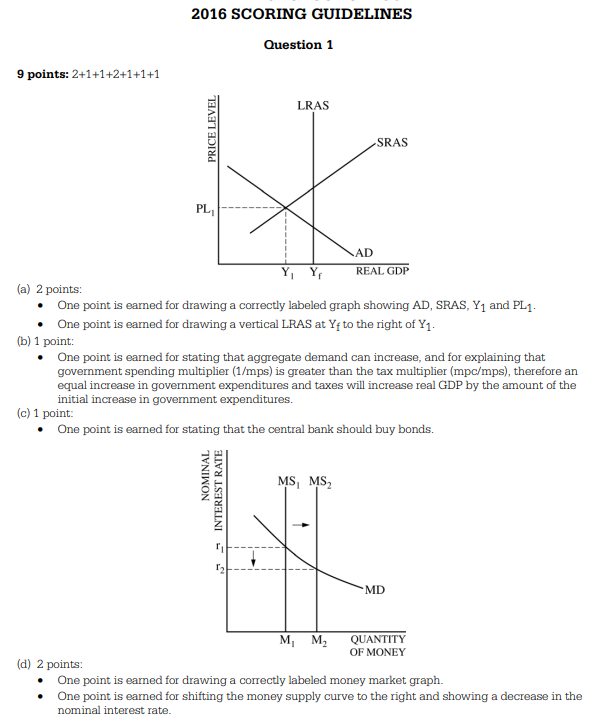 2016 SCORING GUIDELINES
Question 1
9 points: 2+1+1+2+1+1+1
PRICE LEVEL
LRAS
SRAS
PL₁
AD
Y₁ Yf REAL GDP
(a) 2 points:
• One point is earned for drawing a correctly labeled graph showing AD, SRAS, Y₁ and PL₁.
• One point is earned for drawing a vertical LRAS at Yf to the right of Y₁.
(b) 1 point:
• One point is earned for stating that aggregate demand can increase, and for explaining that
government spending multiplier (1/mps) is greater than the tax multiplier (mpc/mps), therefore an
equal increase in government expenditures and taxes will increase real GDP by the amount of the
initial increase in government expenditures.
(c) 1 point:
• One point is earned for stating that the central bank should buy bonds.
NOMINAL
INTEREST RATE
MS₁ MS₂
r₁
r₂
MD
M₁ M₂ QUANTITY
OF MONEY
(d) 2 points:
• One point is earned for drawing a correctly labeled money market graph.
• One point is earned for shifting the money supply curve to the right and showing a decrease in the
nominal interest rate.